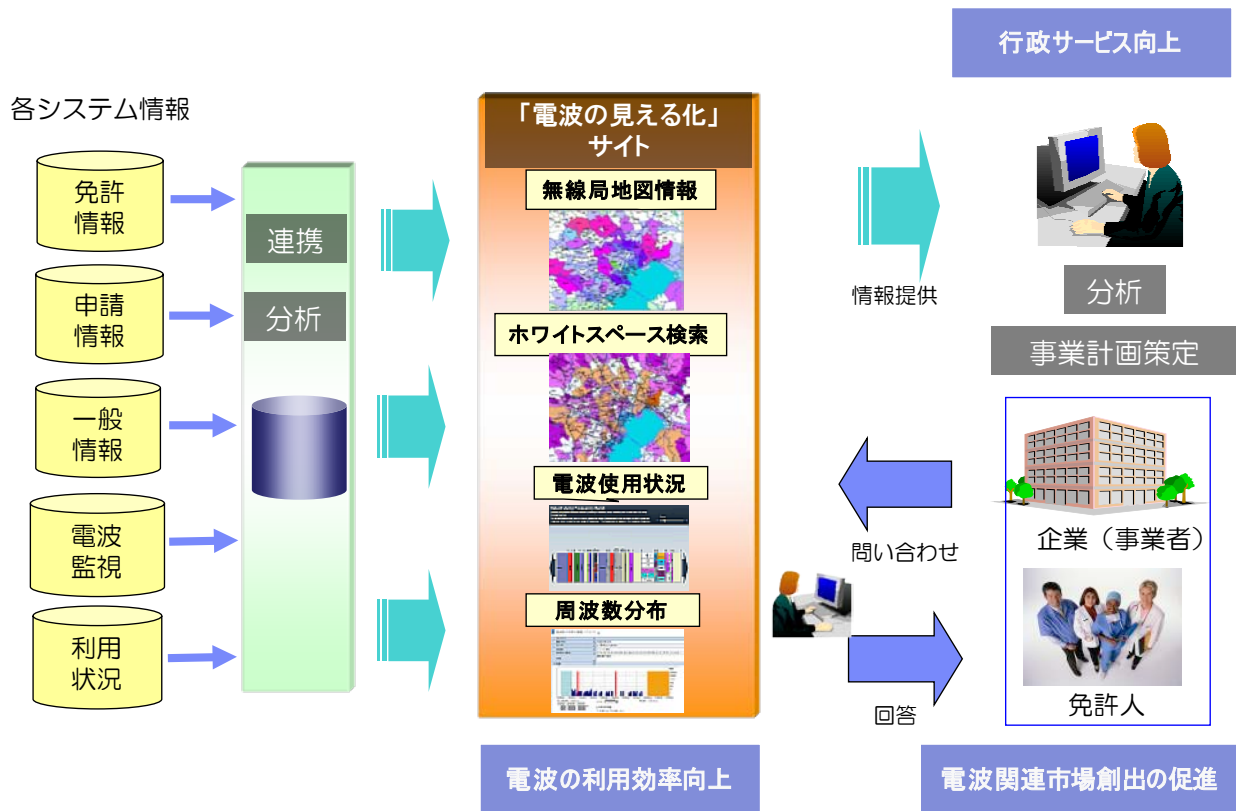 行政サービス向上
各システム情報
免許
情報
申請
情報
一般
情報
電波
監視
利用
状況
連携
分析
「電波の見える化」
サイト
無線局地図情報
ホワイトスペース検索
電波使用状況
周波数分布
電波の利用効率向上
情報提供
問い合わせ
回答
分析
事業計画策定
企業（事業者）
免許人
電波関連市場創出の促進